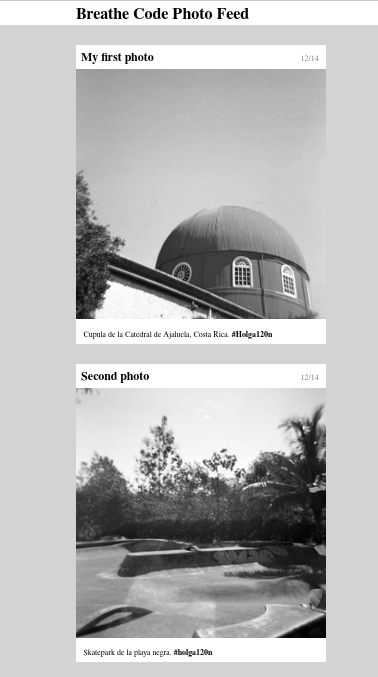 Breathe Code Photo Feed
My first photo 12/14
Cupula de la Catedral de Ajaluela, Costa Rica. #Holga120n
Second photo 12/14
Skatepark de la playa negra. #holga120n